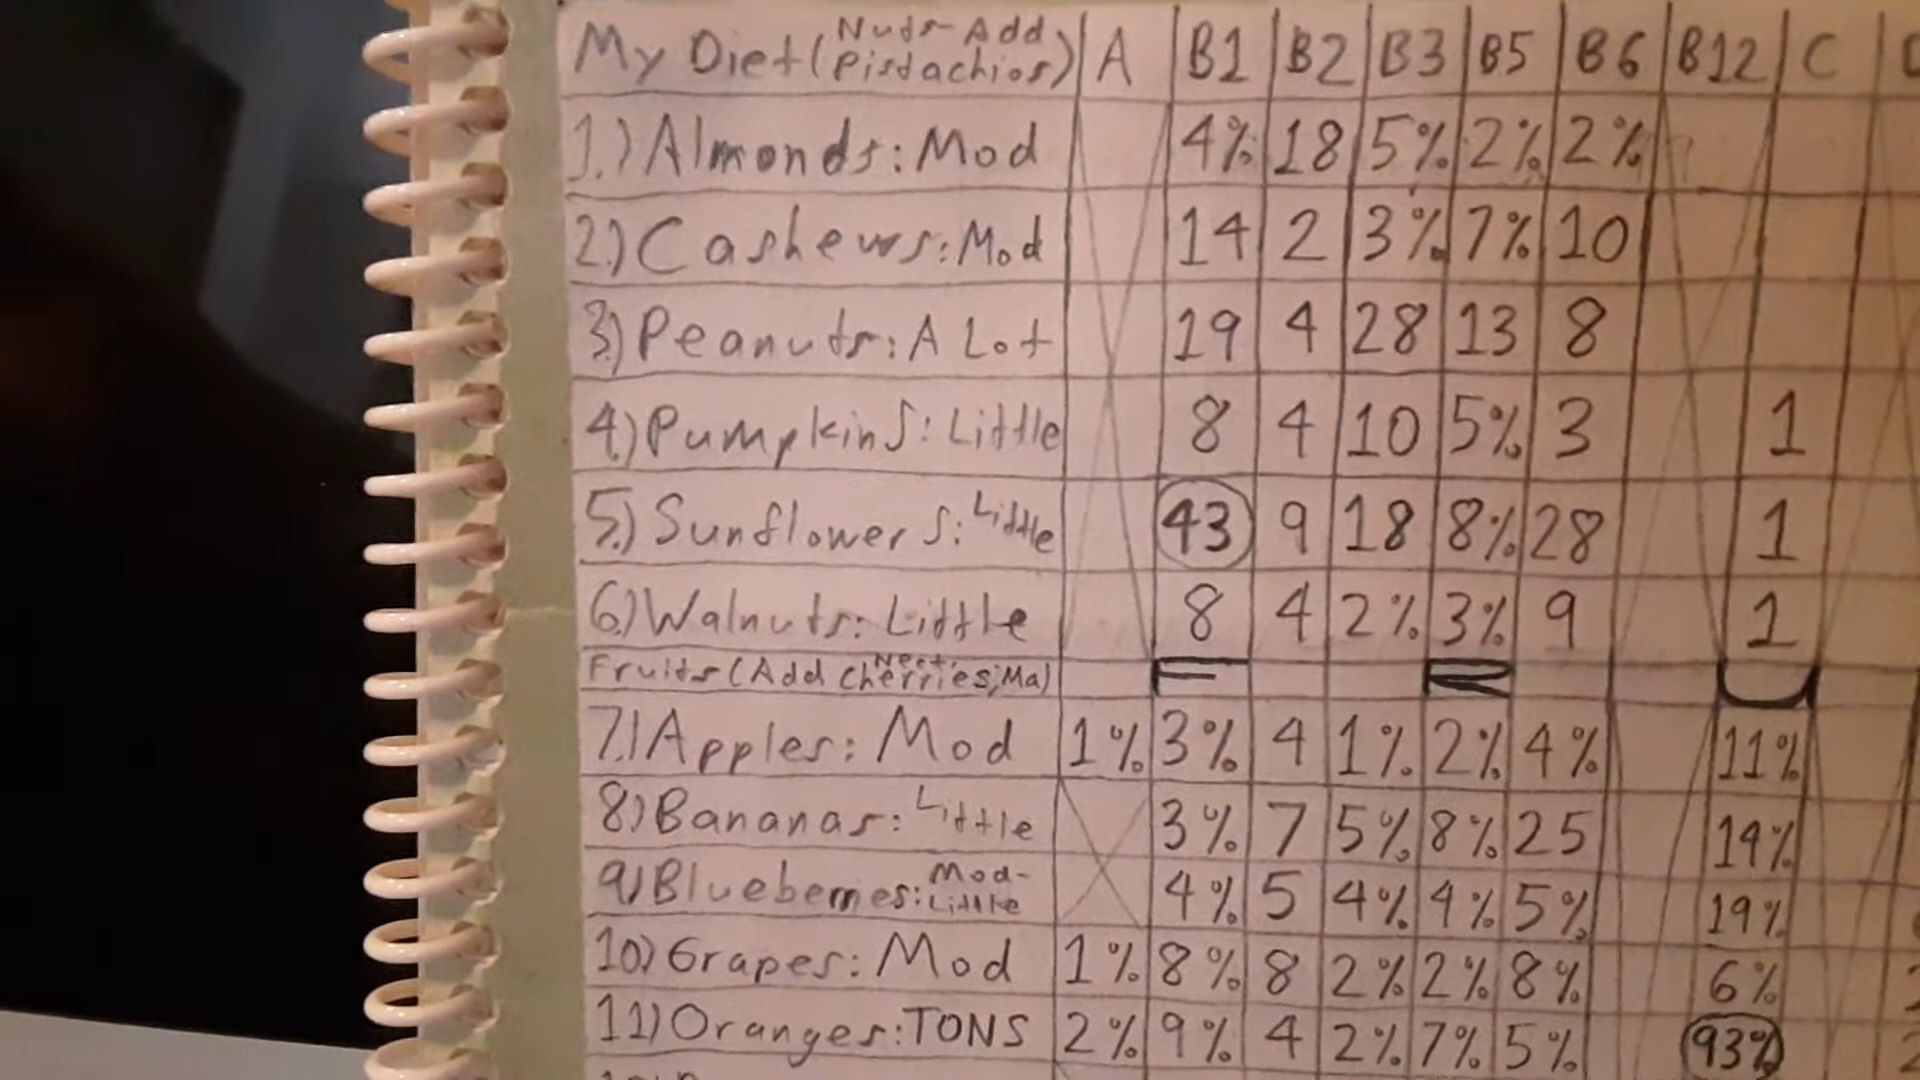 My Diet (Nuts-Add Pistachios) A B1 B2 B3 B5 B6 B12 C
1.) Almonds: Mod 4% 18 5% 2% 2%
2.) Cashews: Mod 14 2 3% 7% 10
3.) Peanuts: A Lot 19 4 28 13 8
4.) Pumpkin S: Little 8 4 10 5% 3 1
5.) Sunflower S: Little 43 9 18 8% 28 1
6.) Walnuts: Little 8 4 2% 3% 9 1
Fruits (Add Cherries, Nect, Ma)
7.) Apples: Mod 1% 3% 4 1% 2% 4% 11%
8.) Bananas: Little 3% 7 5% 8% 25 14%
9.) Blueberries: Mod-Little 4% 5 4% 4% 5% 19%
10.) Grapes: Mod 1% 8% 8 2% 2% 8% 6%
11.) Oranges: TONS 2% 9% 4 2% 7% 5% 93%